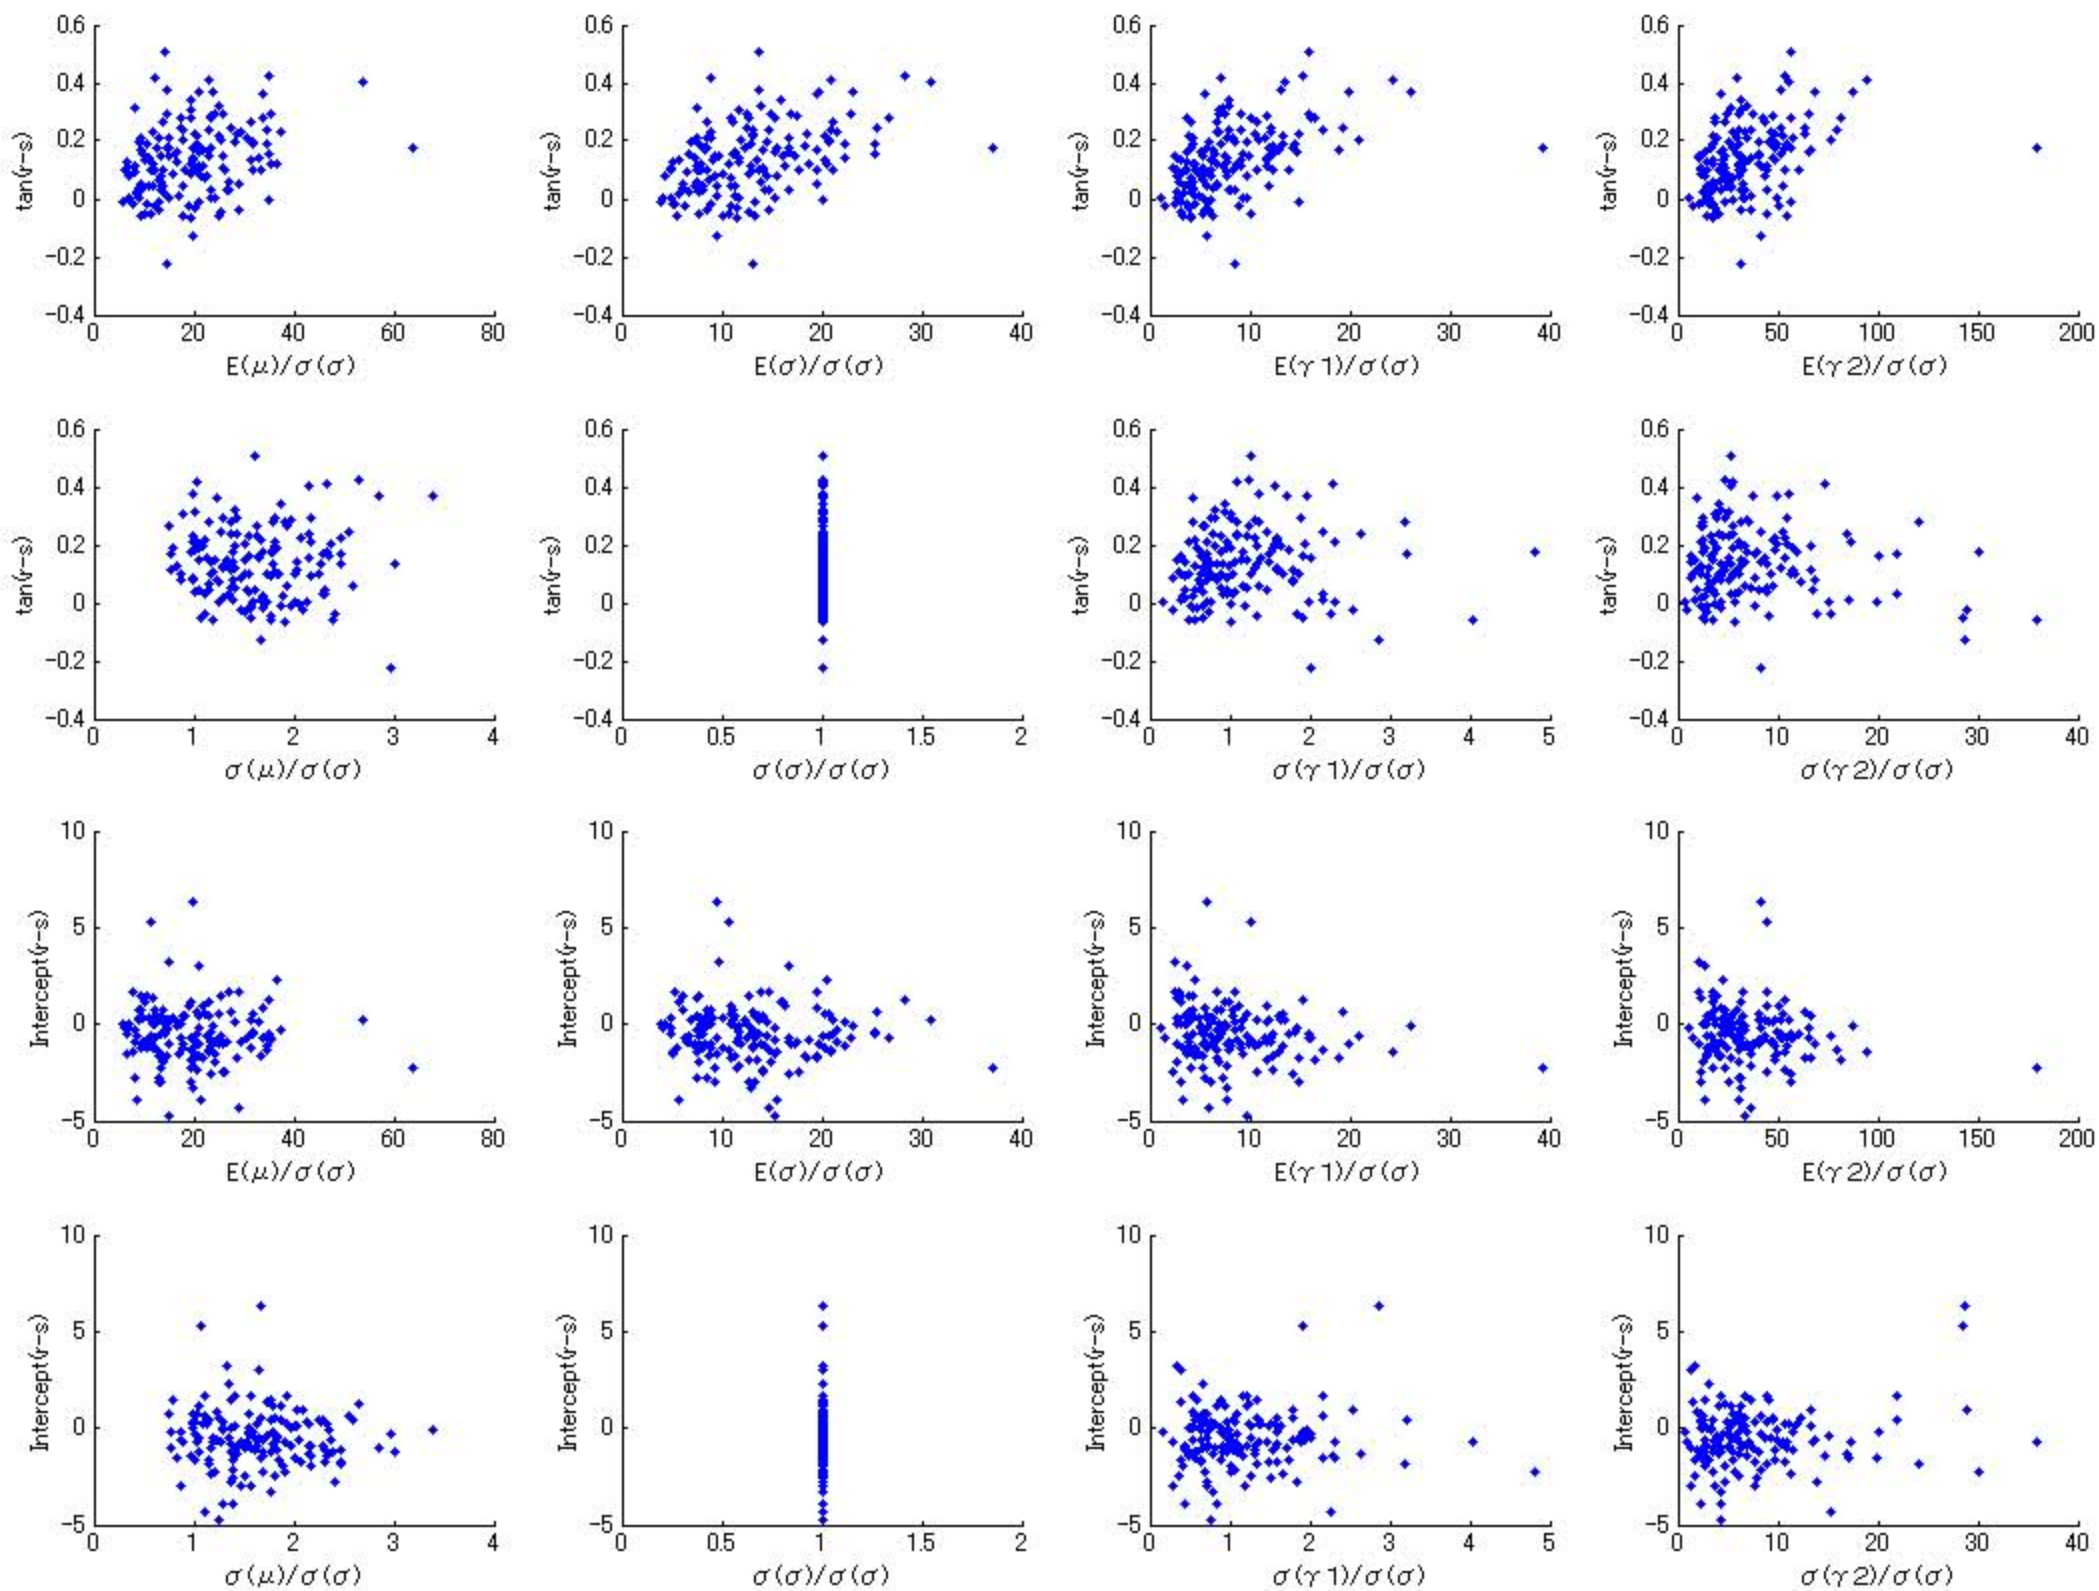 0.6 0.6 0.6 0.6
0.4 0.4 0.4 0.4
0.2 0.2 0.2 0.2
0 0 0 0
−0.2 −0.2 −0.2 −0.2
−0.4 −0.4 −0.4 −0.4
tan(r−s) tan(r−s) tan(r−s) tan(r−s)
0 20 40 60 80 0 10 20 30 40 0 10 20 30 40 0 50 100 150 200
E(μ)/σ(σ) E(σ)/σ(σ) E(γ1)/σ(σ) E(γ2)/σ(σ)
0.6 0.6 0.6 0.6
0.4 0.4 0.4 0.4
0.2 0.2 0.2 0.2
0 0 0 0
−0.2 −0.2 −0.2 −0.2
−0.4 −0.4 −0.4 −0.4
tan(r−s) tan(r−s) tan(r−s) tan(r−s)
0 1 2 3 4 0 0.5 1 1.5 2 0 1 2 3 4 5 0 10 20 30 40
σ(μ)/σ(σ) σ(σ)/σ(σ) σ(γ1)/σ(σ) σ(γ2)/σ(σ)
10 10 10 10
5 5 5 5
0 0 0 0
−5 −5 −5 −5
Intercept(r−s) Intercept(r−s) Intercept(r−s) Intercept(r−s)
0 20 40 60 80 0 10 20 30 40 0 10 20 30 40 0 50 100 150 200
E(μ)/σ(σ) E(σ)/σ(σ) E(γ1)/σ(σ) E(γ2)/σ(σ)
10 10 10 10
5 5 5 5
0 0 0 0
−5 −5 −5 −5
Intercept(r−s) Intercept(r−s) Intercept(r−s) Intercept(r−s)
0 1 2 3 4 0 0.5 1 1.5 2 0 1 2 3 4 5 0 10 20 30 40
σ(μ)/σ(σ) σ(σ)/σ(σ) σ(γ1)/σ(σ) σ(γ2)/σ(σ)